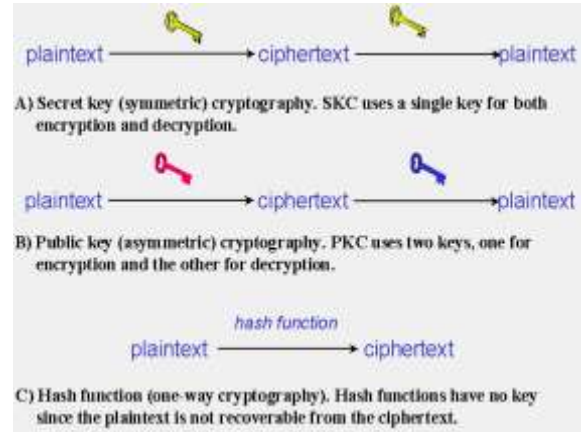 plaintext ciphertext plaintext
A) Secret key (symmetric) cryptography. SKC uses a single key for both
encryption and decryption.
plaintext ciphertext plaintext
B) Public key (asymmetric) cryptography. PKC uses two keys, one for
encryption and the other for decryption.
hash function
plaintext ciphertext
C) Hash function (one-way cryptography). Hash functions have no key
since the plaintext is not recoverable from the ciphertext.